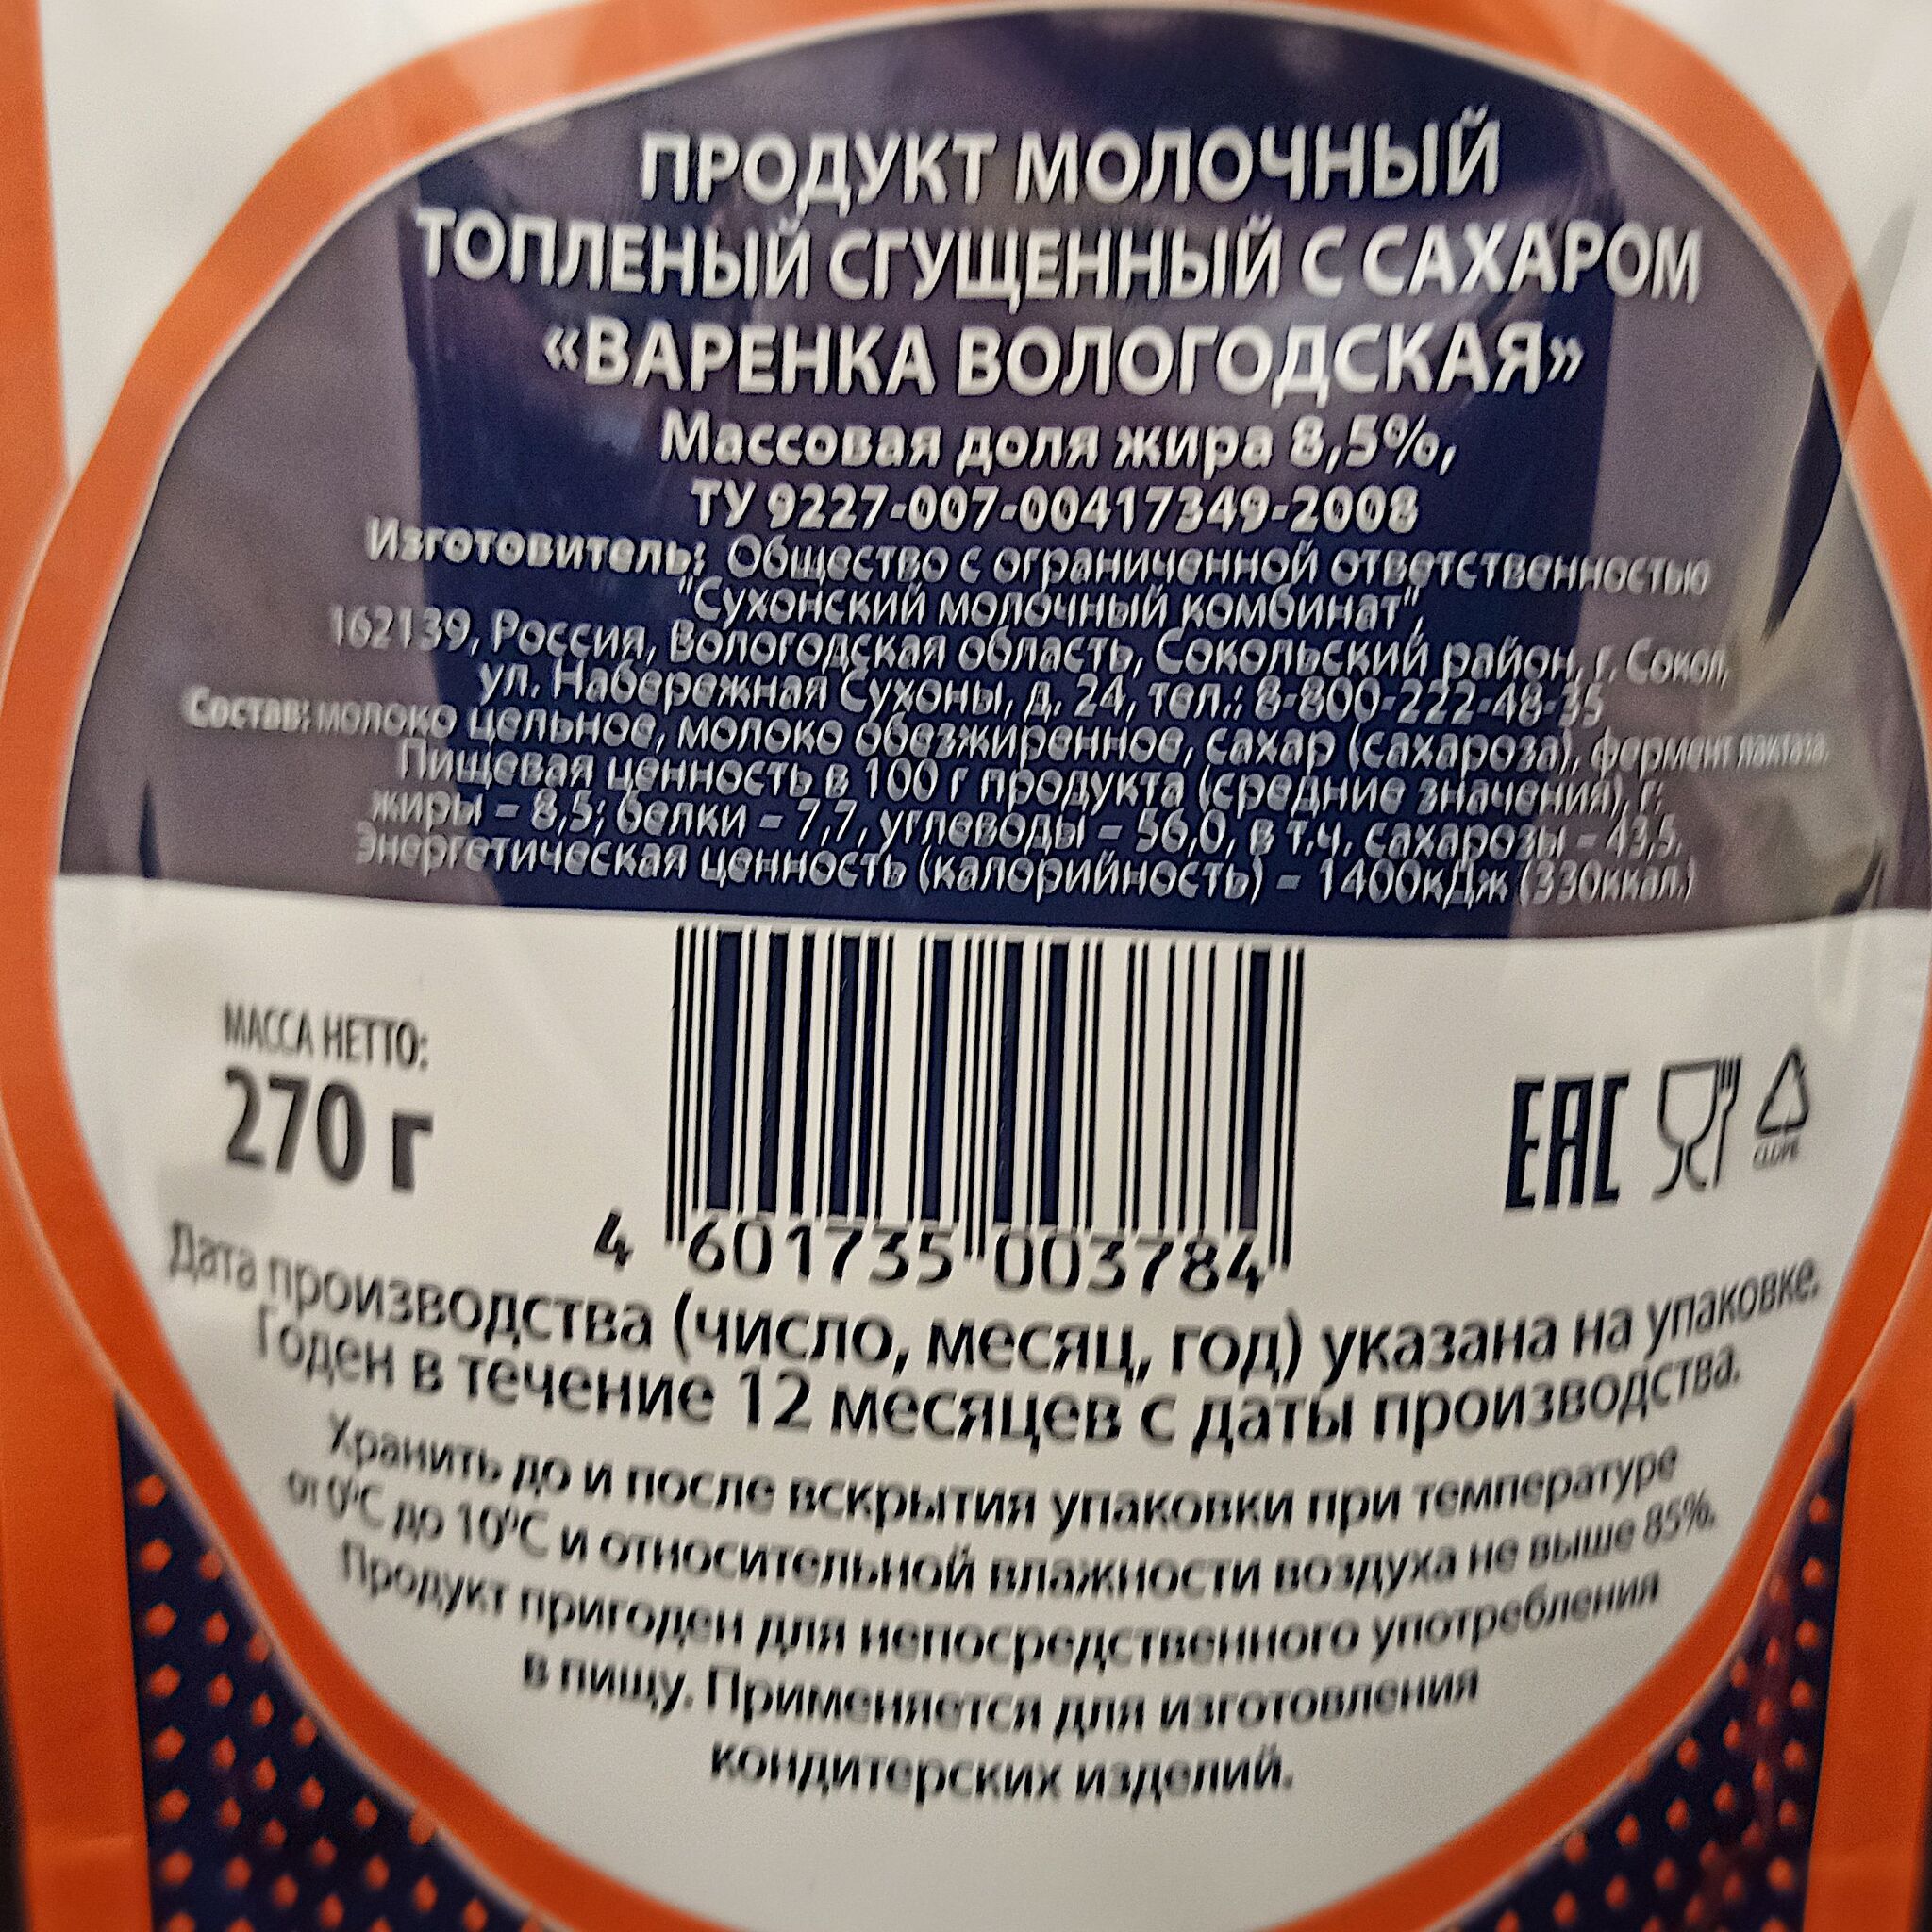 ПРОДУКТ МОЛОЧНЫЙ
ТОПЛЕНЫЙ СГУЩЕННЫЙ С САХАРОМ
«ВАРЕНКА ВОЛОГОДСКАЯ»
Массовая доля жира 8,5%,
ТУ 9227-007-00417349-2008
Изготовитель: Общество с ограниченной ответственностью
"Сухонский молочный комбинат",
162139, Россия, Вологодская область, Сокольский район, г. Сокол,
ул. Набережная Сухоны, д. 24, тел.: 8-800-222-48-35
Состав: молоко цельное, молоко обезжиренное, сахар (сахароза), фермент лактаза.
Пищевая ценность в 100 г продукта (средние значения), г:
жиры – 8,5; белки – 7,7, углеводы – 56,0, в т.ч. сахарозы – 43,5.
Энергетическая ценность (калорийность) – 1400кДж (330ккал.)
МАССА НЕТТО:
270 г
EAC
C/LDPE
4 601735 003784
Дата производства (число, месяц, год) указана на упаковке.
Годен в течение 12 месяцев с даты производства.
Хранить до и после вскрытия упаковки при температуре
от 0°С до 10°С и относительной влажности воздуха не выше 85%.
Продукт пригоден для непосредственного употребления
в пищу. Применяется для изготовления
кондитерских изделий.